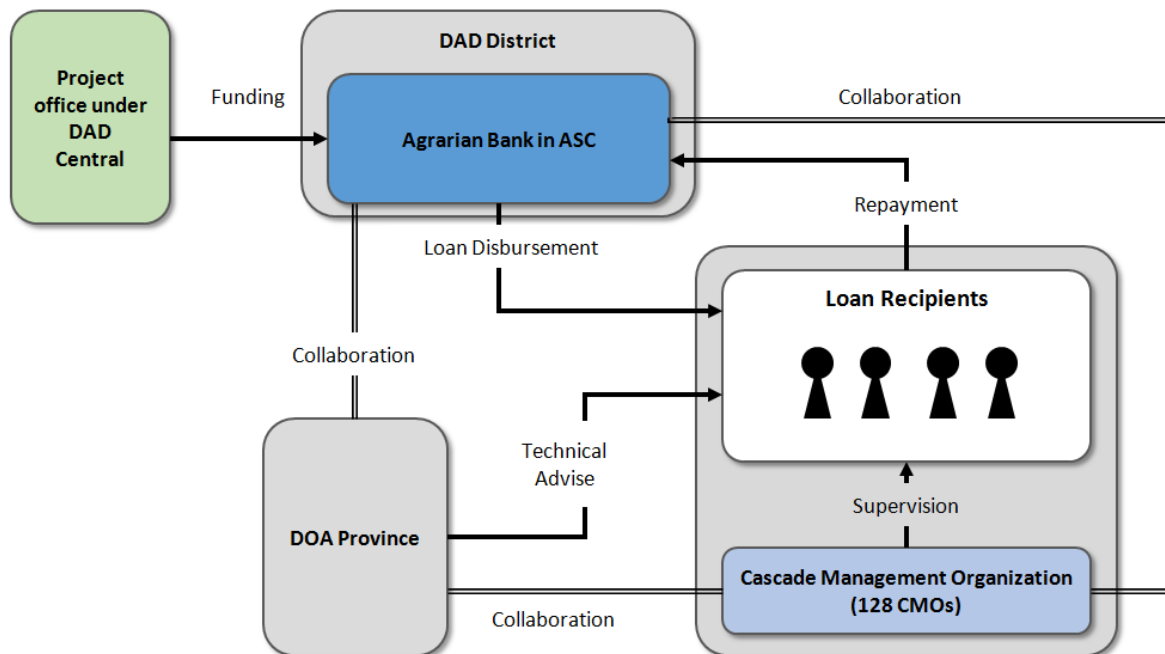 Project
office under
DAD
Central
Funding
DAD District
Agrarian Bank in ASC
Collaboration
Repayment
Loan Disbursement
Loan Recipients
Collaboration
Technical
Advise
Supervision
DOA Province
Cascade Management Organization
(128 CMOs)
Collaboration